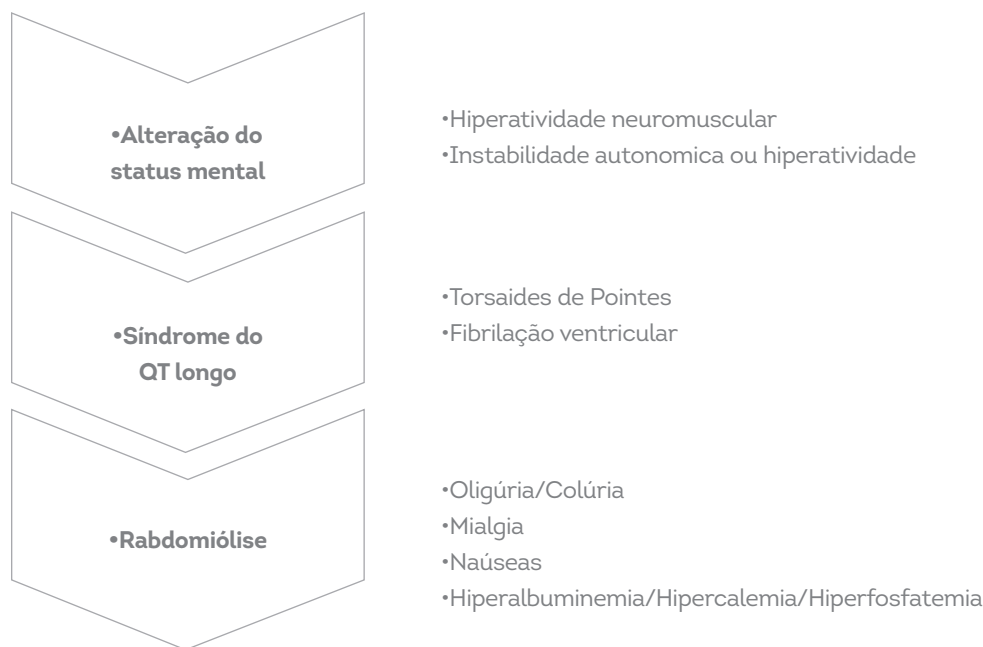 •Alteração do
status mental
•Hiperatividade neuromuscular
•Instabilidade autonomica ou hiperatividade
•Síndrome do
QT longo
•Torsaides de Pointes
•Fibrilação ventricular
•Rabdomiólise
•Oligúria/Colúria
•Mialgia
•Naúseas
•Hiperalbuminemia/Hipercalemia/Hiperfosfatemia